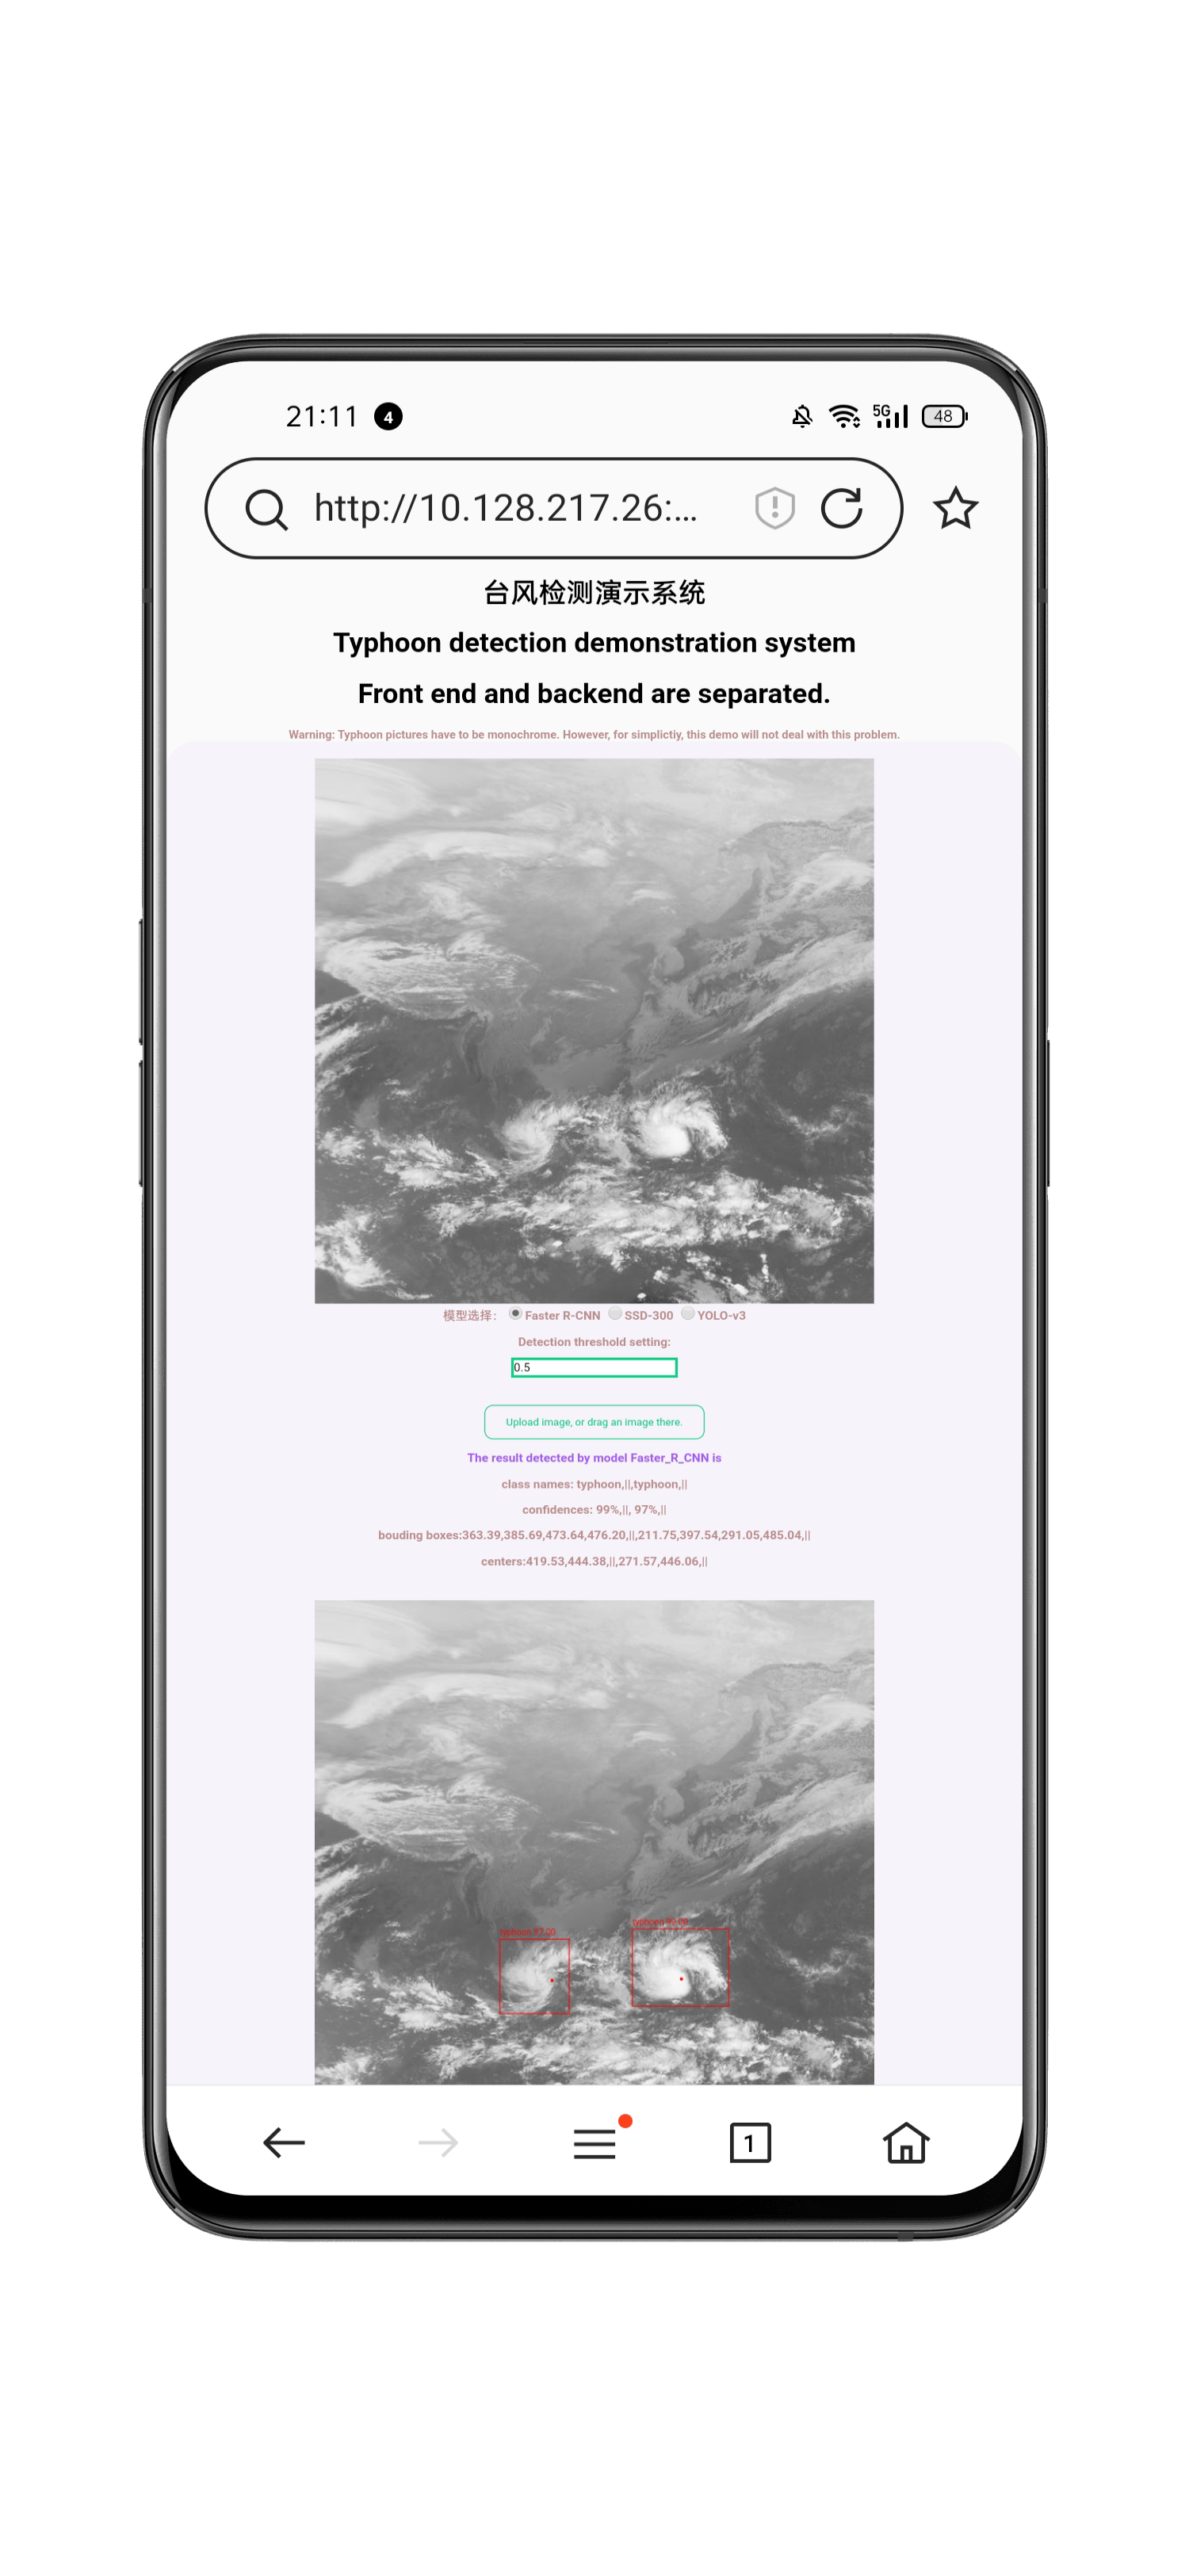 21:11 4 5G 48
http://10.128.217.26:...
台风检测演示系统
Typhoon detection demonstration system
Front end and backend are separated.
Warning: Typhoon pictures have to be monochrome. However, for simplictiy, this demo will not deal with this problem.
模型选择: Faster R-CNN SSD-300 YOLO-v3
Detection threshold setting:
0.5
Upload image, or drag an image there.
The result detected by model Faster_R_CNN is
class names: typhoon,||,typhoon,||
confidences: 99%,||, 97%,||
bouding boxes:363.39,385.69,473.64,476.20,||,211.75,397.54,291.05,485.04,||
centers:419.53,444.38,||,271.57,446.06,||
typhoon
typhoon
1